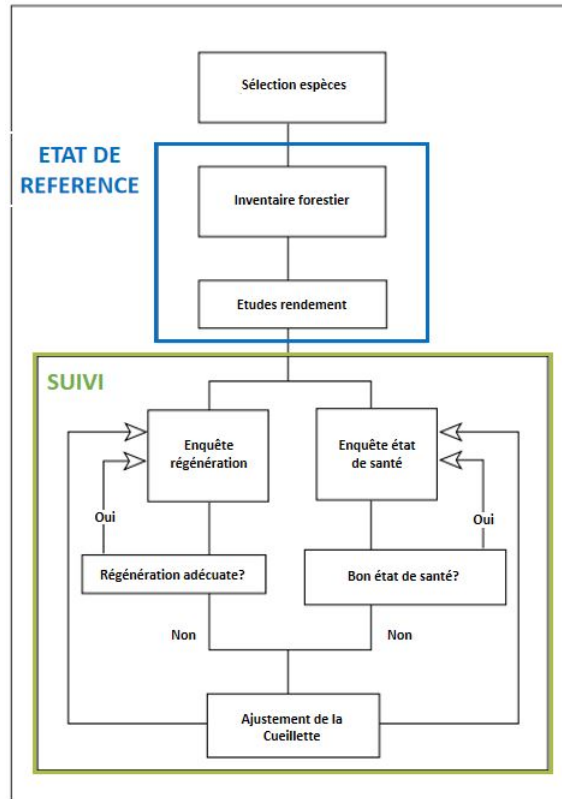 Sélection espèces
ETAT DE
REFERENCE
Inventaire forestier
Etudes rendement
SUIVI
Enquête
régénération
Enquête état
de santé
Oui
Oui
Régénération adécuate?
Bon état de santé?
Non
Non
Ajustement de la
Cueillette